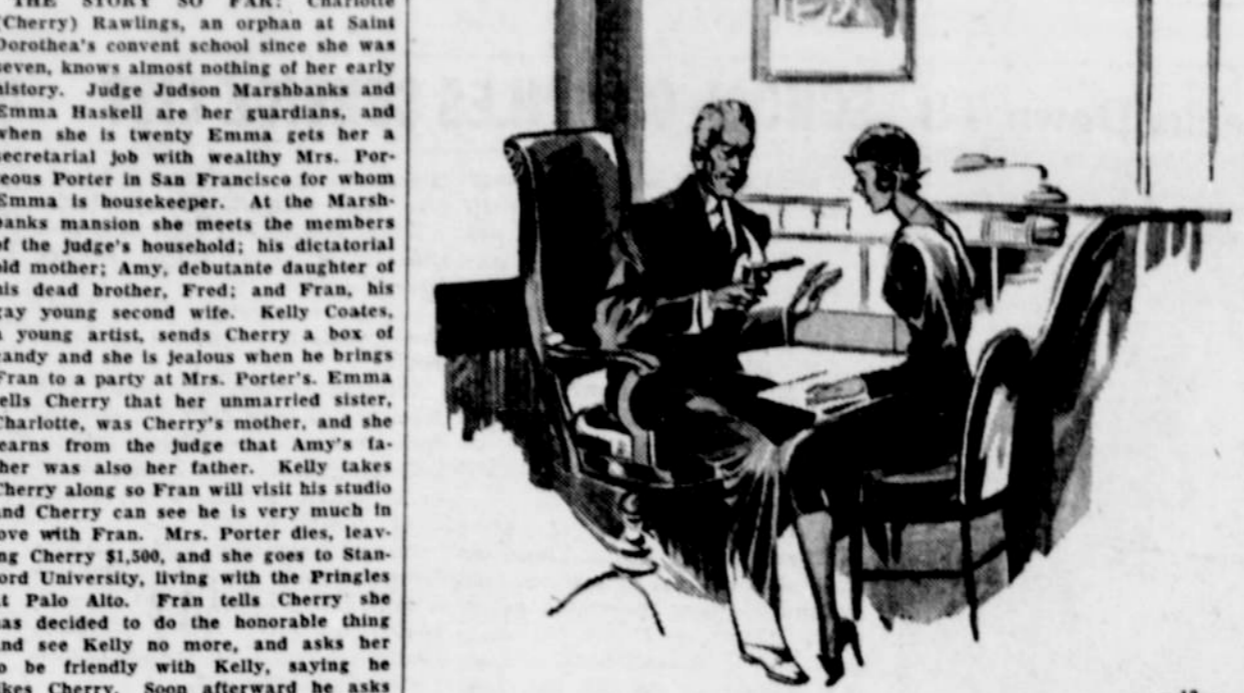 THE STORY SO FAR: Charlotte
(Cherry) Rawlings, an orphan at Saint
Dorothea's convent school since she was
seven, knows almost nothing of her early
history. Judge Judson Marshbanks and
Emma Haskell are her guardians, and
when she is twenty Emma gets her a
secretarial job with wealthy Mrs. Por-
teous Porter in San Francisco for whom
Emma is housekeeper. At the Marsh-
banks mansion she meets the members
of the judge's household; his dictatorial
old mother; Amy, debutante daughter of
his dead brother, Fred; and Fran, his
gay young second wife. Kelly Coates,
a young artist, sends Cherry a box of
candy and she is jealous when he brings
Fran to a party at Mrs. Porter's. Emma
tells Cherry that her unmarried sister,
Charlotte, was Cherry's mother, and she
learns from the judge that Amy's fa-
ther was also her father. Kelly takes
Cherry along so Fran will visit his studio
and Cherry can see he is very much in
love with Fran. Mrs. Porter dies, leav-
ing Cherry $1,500, and she goes to Stan-
ford University, living with the Pringles
at Palo Alto. Fran tells Cherry she
has decided to do the honorable thing
and see Kelly no more, and asks her
to be friendly with Kelly, saying he
likes Cherry. Soon afterward he asks